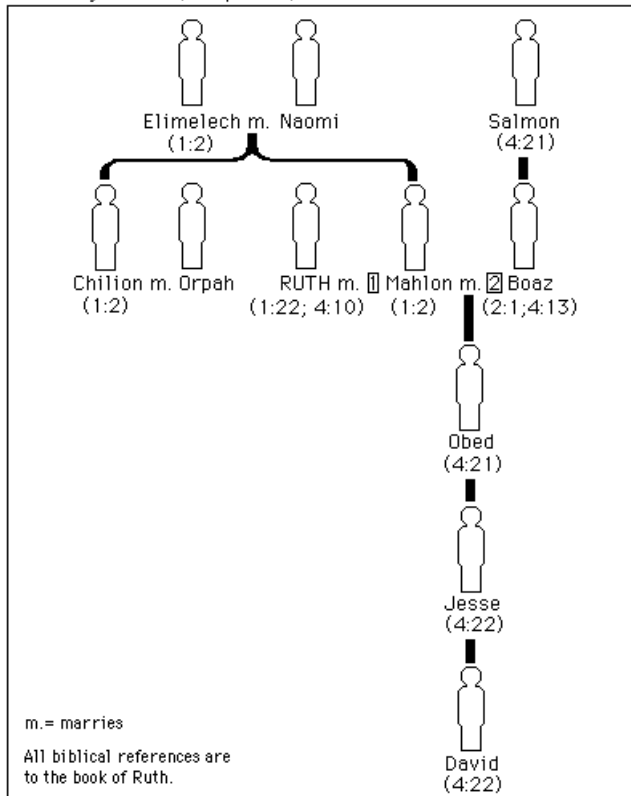 Elimelech m. Naomi Salmon
(1:2) (4:21)
Chilion m. Orpah RUTH m. 1 Mahlon m. 2 Boaz
(1:2) (1:22; 4:10) (1:2) (2:1;4:13)
Obed
(4:21)
Jesse
(4:22)
David
(4:22)
m.= marries
All biblical references are
to the book of Ruth.